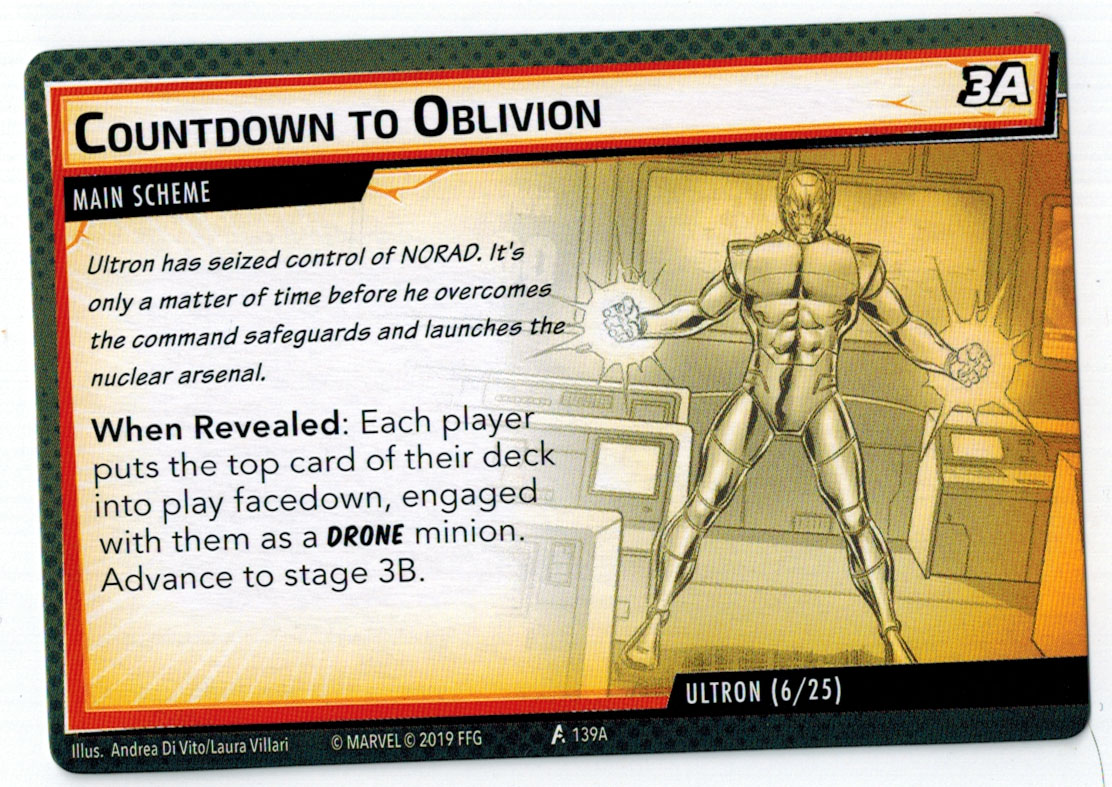 COUNTDOWN TO OBLIVION
3A
MAIN SCHEME
Ultron has seized control of NORAD. It's
only a matter of time before he overcomes
the command safeguards and launches the
nuclear arsenal.
When Revealed: Each player
puts the top card of their deck
into play facedown, engaged
with them as a DRONE minion.
Advance to stage 3B.
ULTRON (6/25)
Illus. Andrea Di Vito/Laura Villari © MARVEL © 2019 FFG 139A